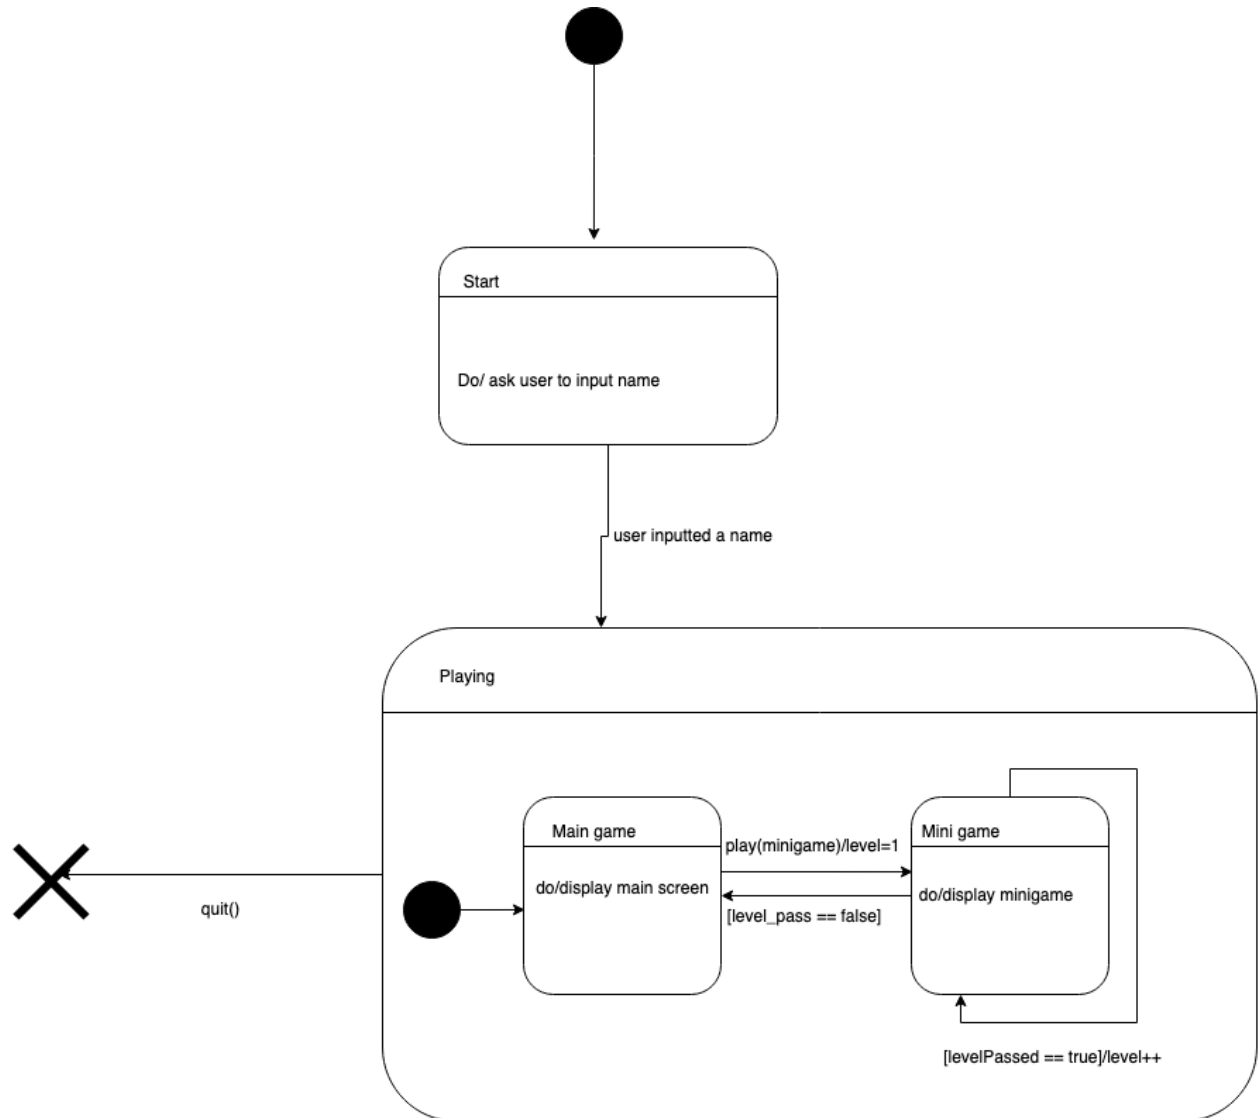 Start
Do/ ask user to input name
user inputted a name
Playing
Main game
do/display main screen
play(minigame)/level=1
[level_pass == false]
Mini game
do/display minigame
[levelPassed == true]/level++
quit()